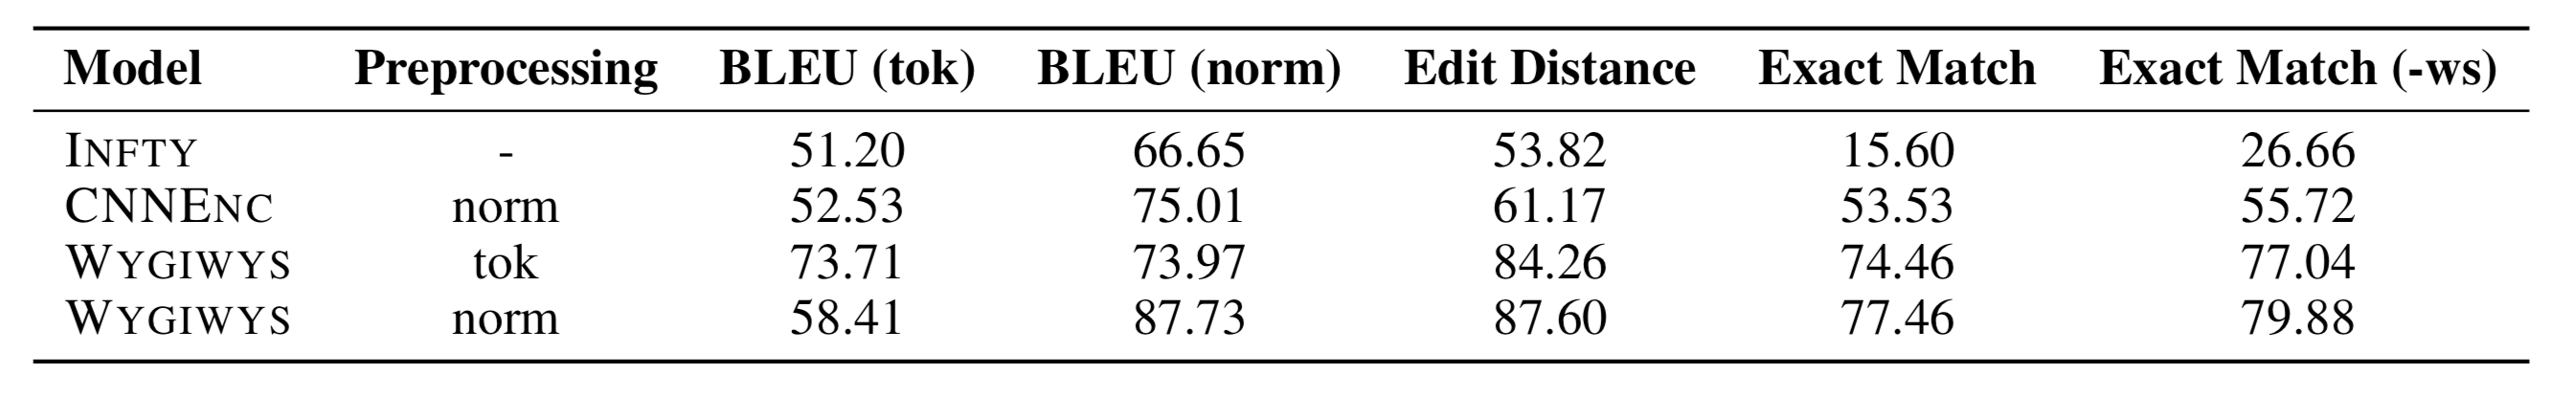 Model Preprocessing BLEU (tok) BLEU (norm) Edit Distance Exact Match Exact Match (-ws)
INFTY - 51.20 66.65 53.82 15.60 26.66
CNNENC norm 52.53 75.01 61.17 53.53 55.72
WYGIWYS tok 73.71 73.97 84.26 74.46 77.04
WYGIWYS norm 58.41 87.73 87.60 77.46 79.88